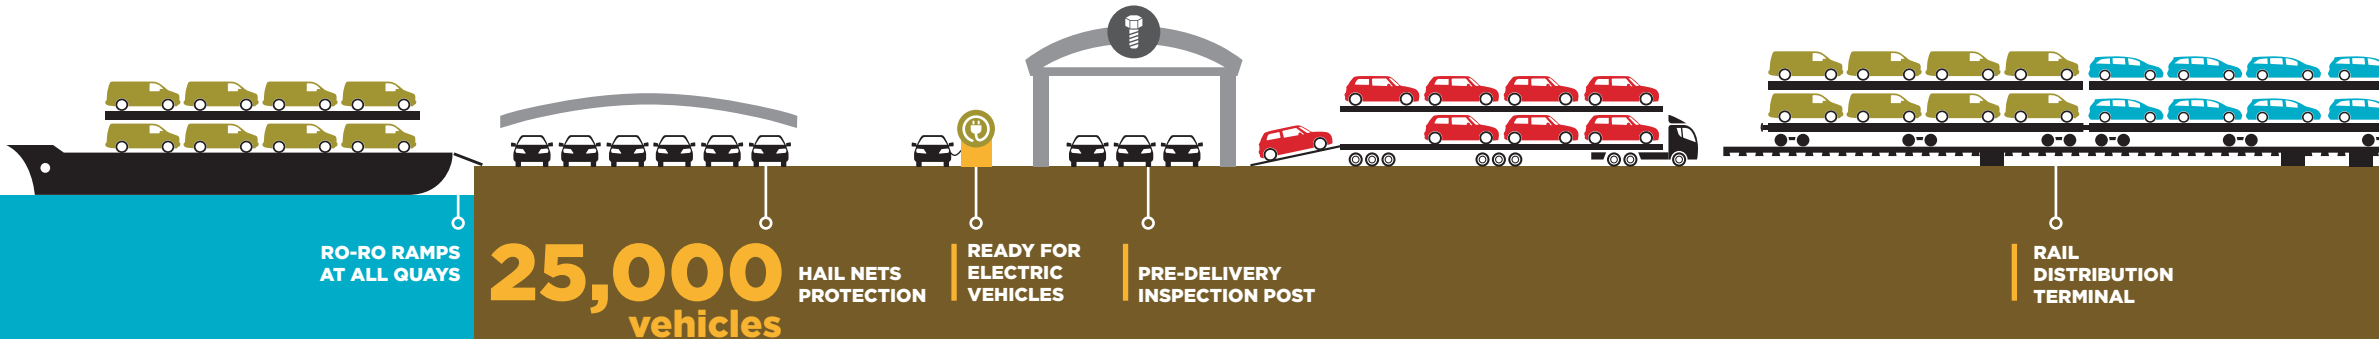 RO-RO RAMPS
AT ALL QUAYS
25,000
vehicles
HAIL NETS
PROTECTION
READY FOR
ELECTRIC
VEHICLES
PRE-DELIVERY
INSPECTION POST
RAIL
DISTRIBUTION
TERMINAL